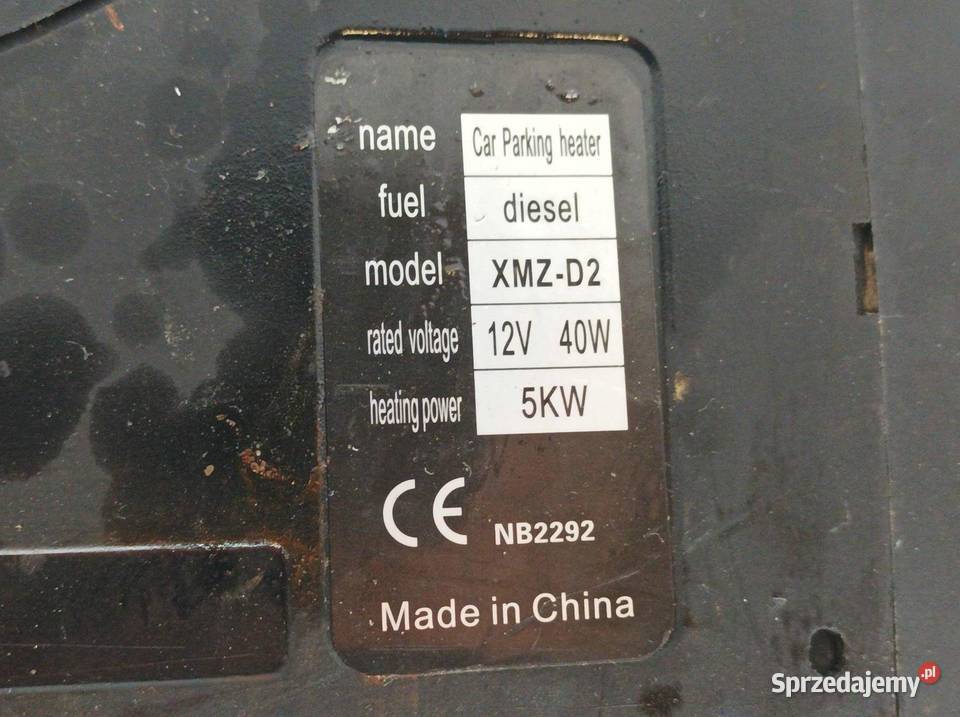 name Car Parking heater
fuel diesel
model XMZ-D2
rated voltage 12V 40W
heating power 5KW
CE NB2292
Made in China
Sprzedajemy.pl